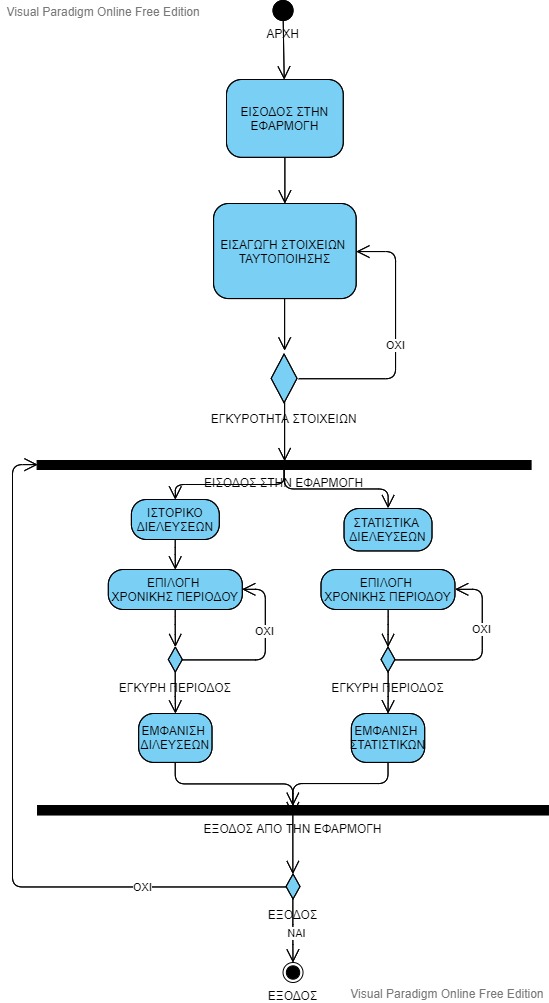 Visual Paradigm Online Free Edition
ΑΡΧΗ
ΕΙΣΟΔΟΣ ΣΤΗΝ
ΕΦΑΡΜΟΓΗ
ΕΙΣΑΓΩΓΗ ΣΤΟΙΧΕΙΩΝ
ΤΑΥΤΟΠΟΙΗΣΗΣ
ΟΧΙ
ΕΓΚΥΡΟΤΗΤΑ ΣΤΟΙΧΕΙΩΝ
ΕΙΣΟΔΟΣ ΣΤΗΝ ΕΦΑΡΜΟΓΗ
ΙΣΤΟΡΙΚΟ
ΔΙΕΛΕΥΣΕΩΝ
ΣΤΑΤΙΣΤΙΚΑ
ΔΙΕΛΕΥΣΕΩΝ
ΕΠΙΛΟΓΗ
ΧΡΟΝΙΚΗΣ ΠΕΡΙΟΔΟΥ
ΕΠΙΛΟΓΗ
ΧΡΟΝΙΚΗΣ ΠΕΡΙΟΔΟΥ
ΟΧΙ
ΟΧΙ
ΕΓΚΥΡΗ ΠΕΡΙΟΔΟΣ
ΕΓΚΥΡΗ ΠΕΡΙΟΔΟΣ
ΕΜΦΑΝΙΣΗ
ΔΙΛΕΥΣΕΩΝ
ΕΜΦΑΝΙΣΗ
ΣΤΑΤΙΣΤΙΚΩΝ
ΕΞΟΔΟΣ ΑΠΟ ΤΗΝ ΕΦΑΡΜΟΓΗ
ΟΧΙ
ΕΞΟΔΟΣ
ΝΑΙ
ΕΞΟΔΟΣ
Visual Paradigm Online Free Edition